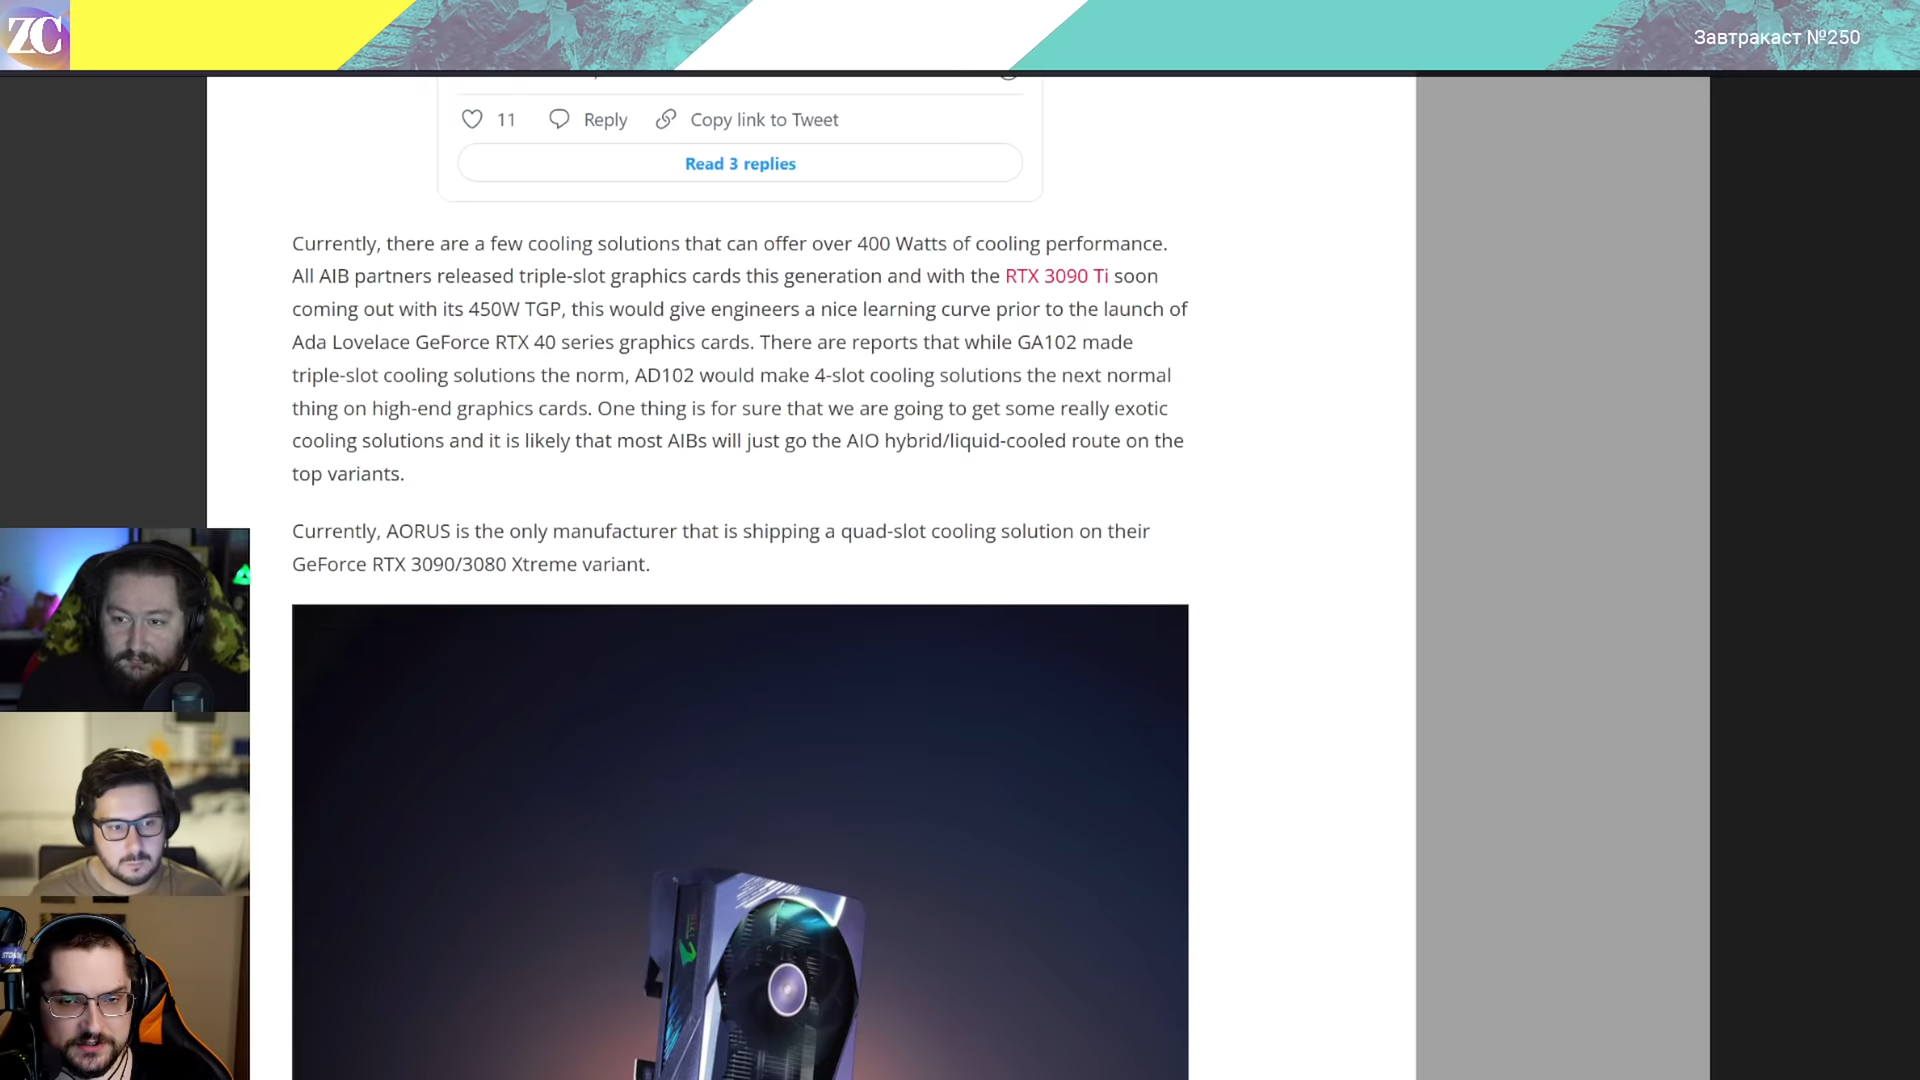 ZC
Завтракаст №250
11 Reply Copy link to Tweet
Read 3 replies
Currently, there are a few cooling solutions that can offer over 400 Watts of cooling performance.
All AIB partners released triple-slot graphics cards this generation and with the RTX 3090 Ti soon
coming out with its 450W TGP, this would give engineers a nice learning curve prior to the launch of
Ada Lovelace GeForce RTX 40 series graphics cards. There are reports that while GA102 made
triple-slot cooling solutions the norm, AD102 would make 4-slot cooling solutions the next normal
thing on high-end graphics cards. One thing is for sure that we are going to get some really exotic
cooling solutions and it is likely that most AIBs will just go the AIO hybrid/liquid-cooled route on the
top variants.
Currently, AORUS is the only manufacturer that is shipping a quad-slot cooling solution on their
GeForce RTX 3090/3080 Xtreme variant.